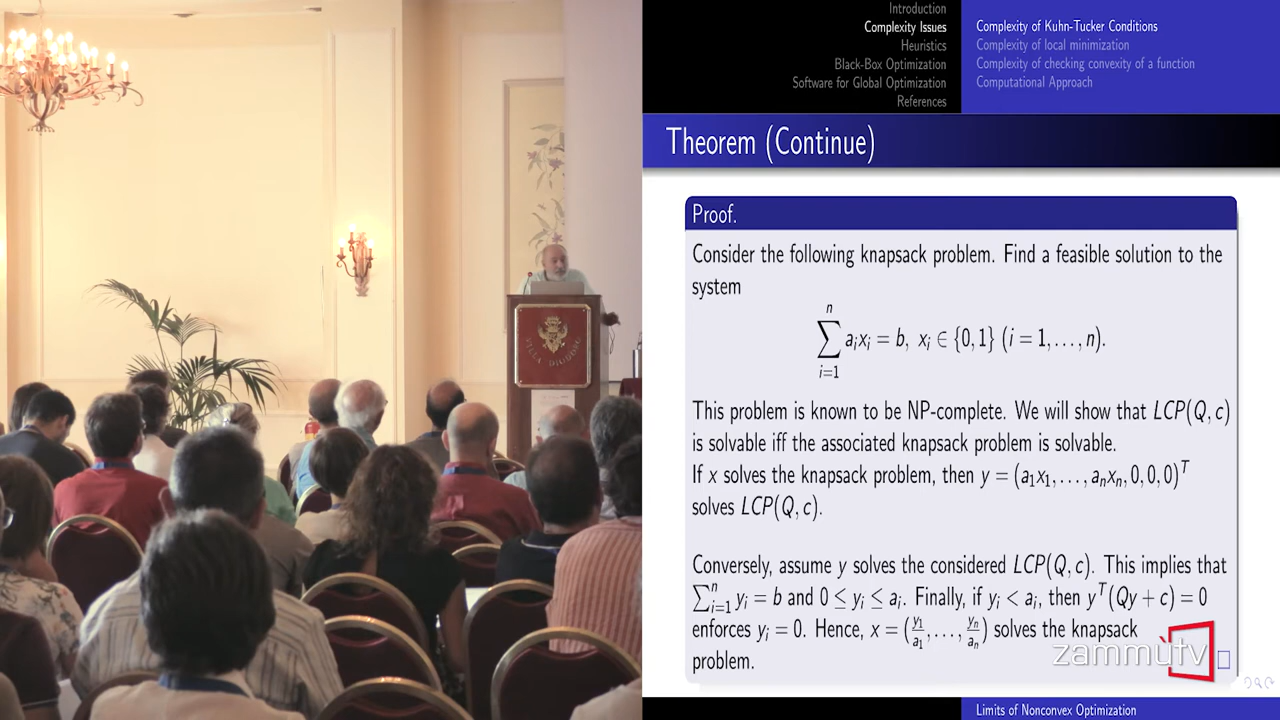 Introduction
Complexity Issues
Heuristics
Black-Box Optimization
Software for Global Optimization
References
Complexity of Kuhn-Tucker Conditions
Complexity of local minimization
Complexity of checking convexity of a function
Computational Approach
Theorem (Continue)
Proof.
Consider the following knapsack problem. Find a feasible solution to the
system
∑_{i=1}^{n} a_i x_i = b, x_i ∈ {0, 1} (i = 1, . . . , n).
This problem is known to be NP-complete. We will show that LCP(Q, c)
is solvable iff the associated knapsack problem is solvable.
If x solves the knapsack problem, then y = (a_1x_1, . . . , a_nx_n, 0, 0, 0)^T
solves LCP(Q, c).
Conversely, assume y solves the considered LCP(Q, c). This implies that
∑_{i=1}^{n} y_i = b and 0 ≤ y_i ≤ a_i. Finally, if y_i < a_i, then y^T(Qy + c) = 0
enforces y_i = 0. Hence, x = (y_1/a_1, . . . , y_n/a_n) solves the knapsack
problem.
zammùtv
Limits of Nonconvex Optimization
VILLA DIODORO